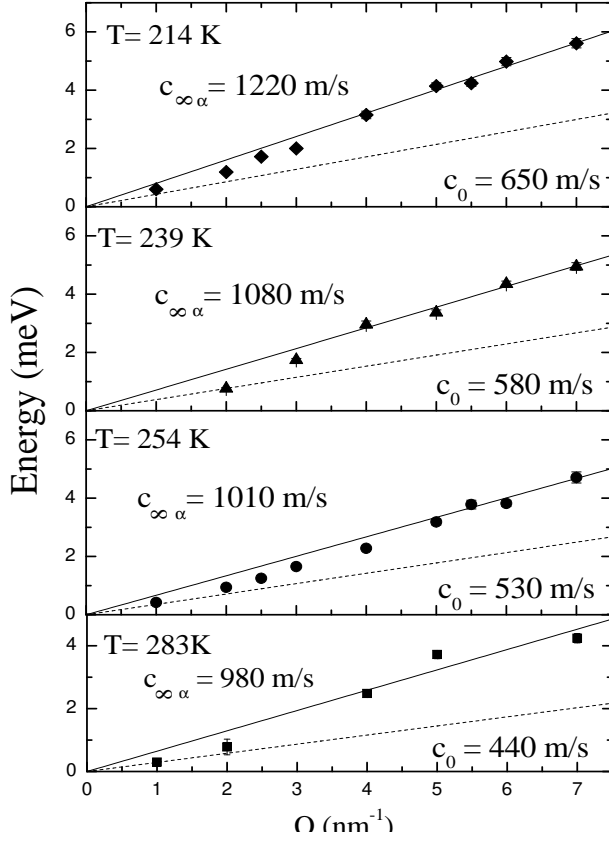 6
T= 214 K
c∞ α = 1220 m/s
4
2
c0 = 650 m/s
0
6
T= 239 K
4
c∞ α = 1080 m/s
2
c0 = 580 m/s
0
Energy (meV)
6
T= 254 K
4
c∞ α = 1010 m/s
2
c0 = 530 m/s
0
4
T= 283K
c∞ α = 980 m/s
2
c0 = 440 m/s
0
0 1 2 3 4 5 6 7
Q (nm-1)